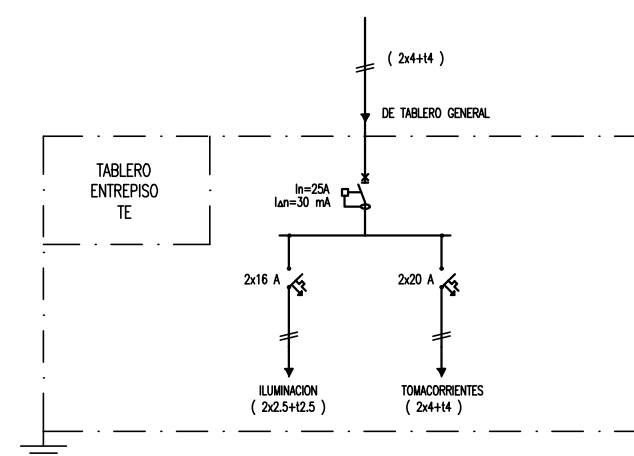 ( 2x4+t4 )
DE TABLERO GENERAL
TABLERO
ENTREPISO
TE
In=25A
IΔn=30 mA
2x16 A
2x20 A
ILUMINACION
( 2x2.5+t2.5 )
TOMACORRIENTES
( 2x4+t4 )